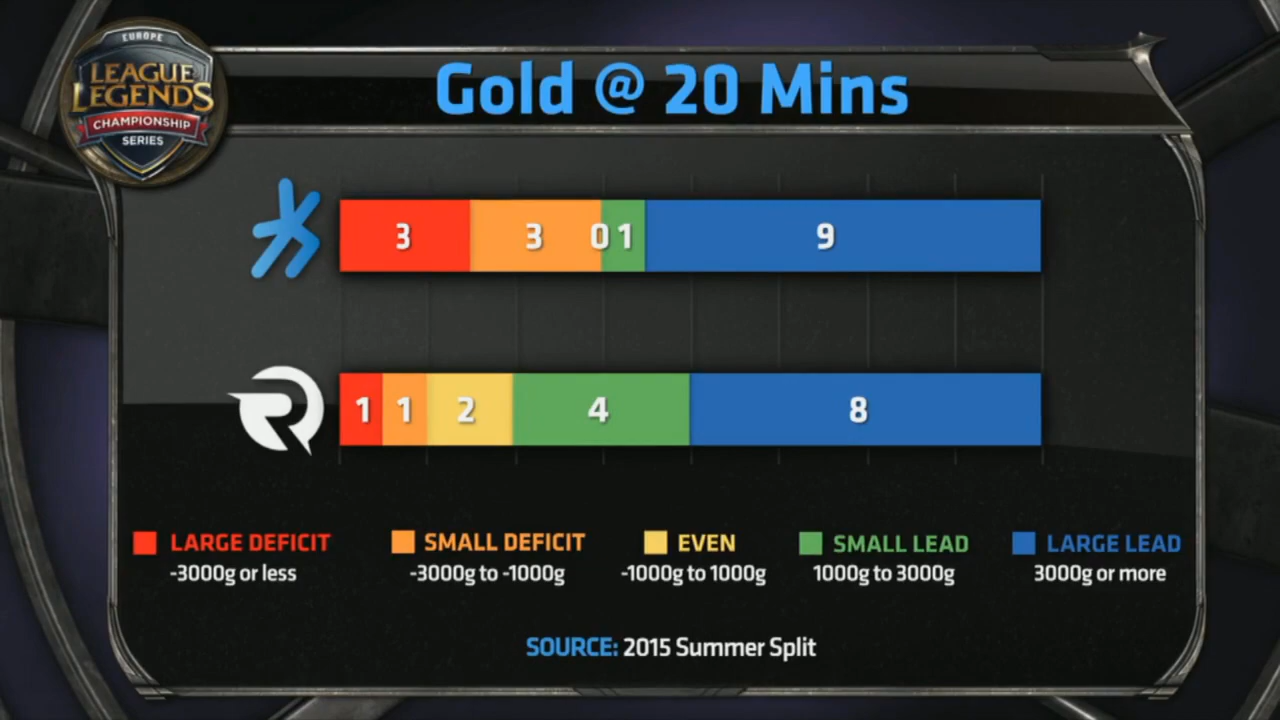 EUROPE
LEAGUE
LEGENDS
CHAMPIONSHIP
SERIES
Gold @ 20 Mins
3 3 0 1 9
1 1 2 4 8
LARGE DEFICIT SMALL DEFICIT EVEN SMALL LEAD LARGE LEAD
-3000g or less -3000g to -1000g -1000g to 1000g 1000g to 3000g 3000g or more
SOURCE: 2015 Summer Split